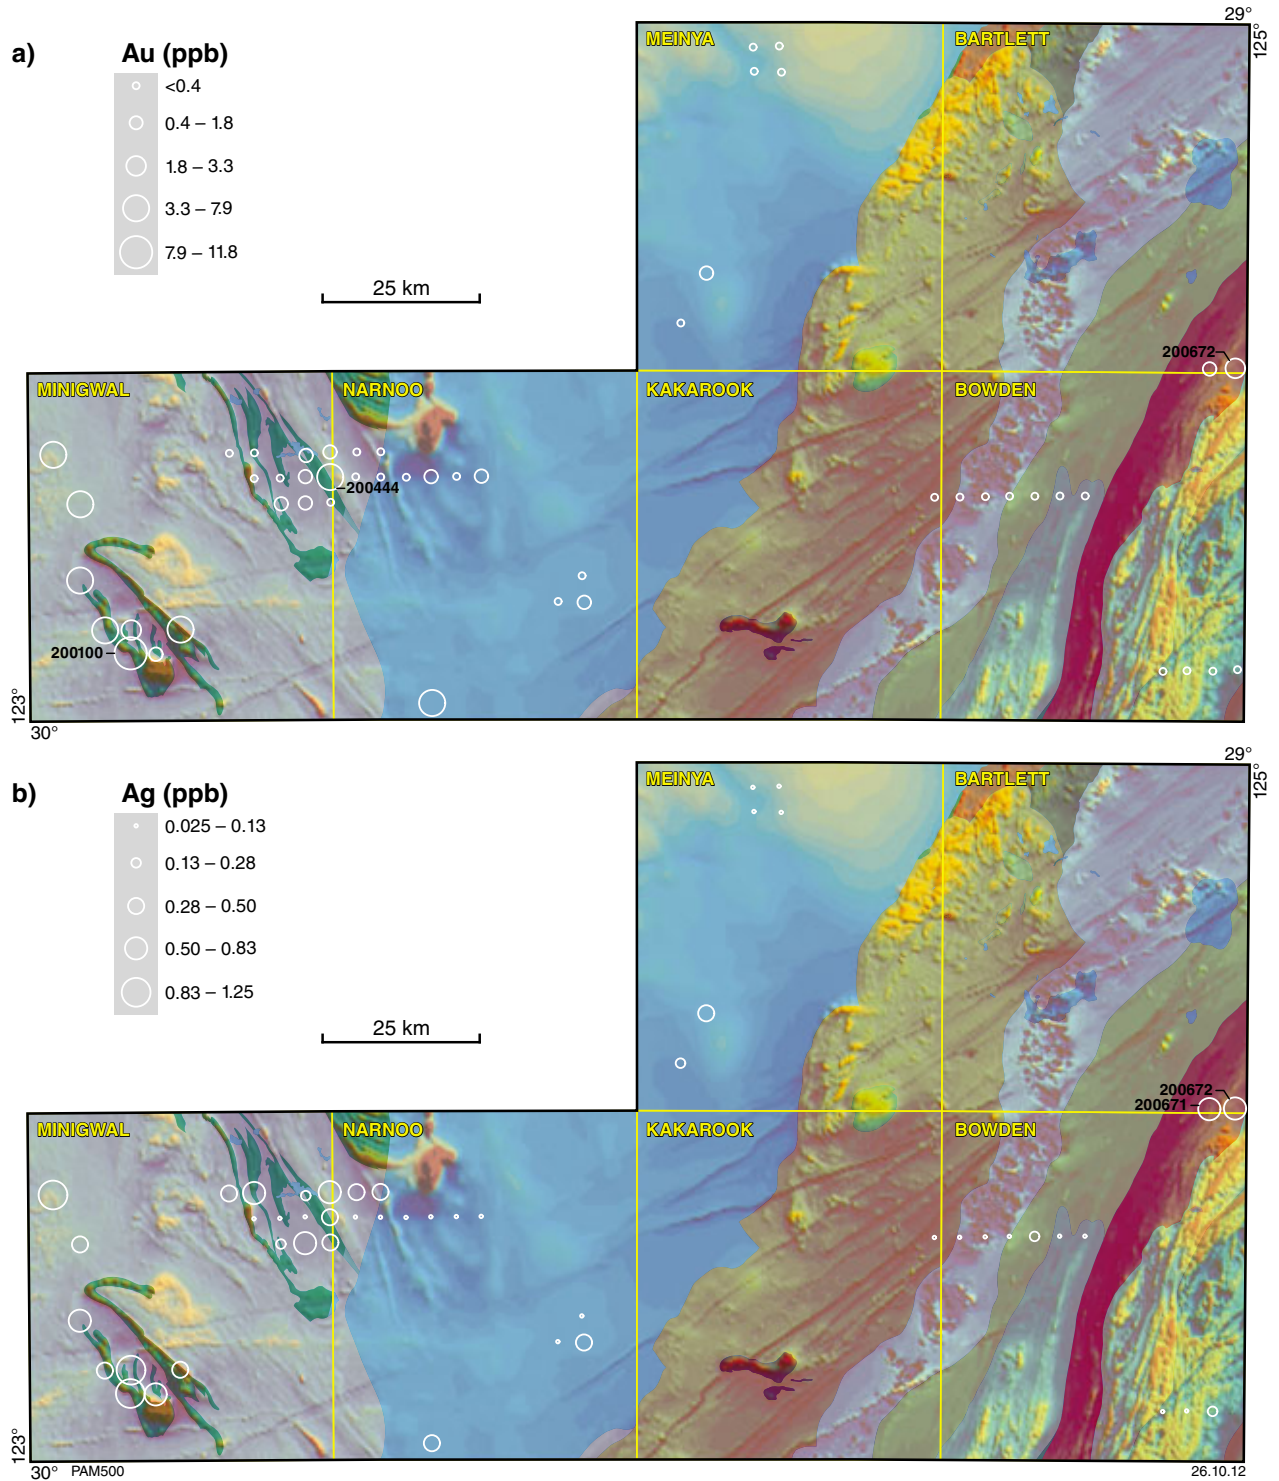 29°
a)
Au (ppb)
<0.4
0.4 – 1.8
1.8 – 3.3
3.3 – 7.9
7.9 – 11.8
25 km
MEINYA
BARTLETT
125°
200672
MINIGWAL
NARNOO
KAKAROOK
BOWDEN
200444
200100
123°
30°
29°
b)
Ag (ppb)
0.025 – 0.13
0.13 – 0.28
0.28 – 0.50
0.50 – 0.83
0.83 – 1.25
25 km
MEINYA
BARTLETT
125°
200672
200671
MINIGWAL
NARNOO
KAKAROOK
BOWDEN
123°
30°
PAM500
26.10.12